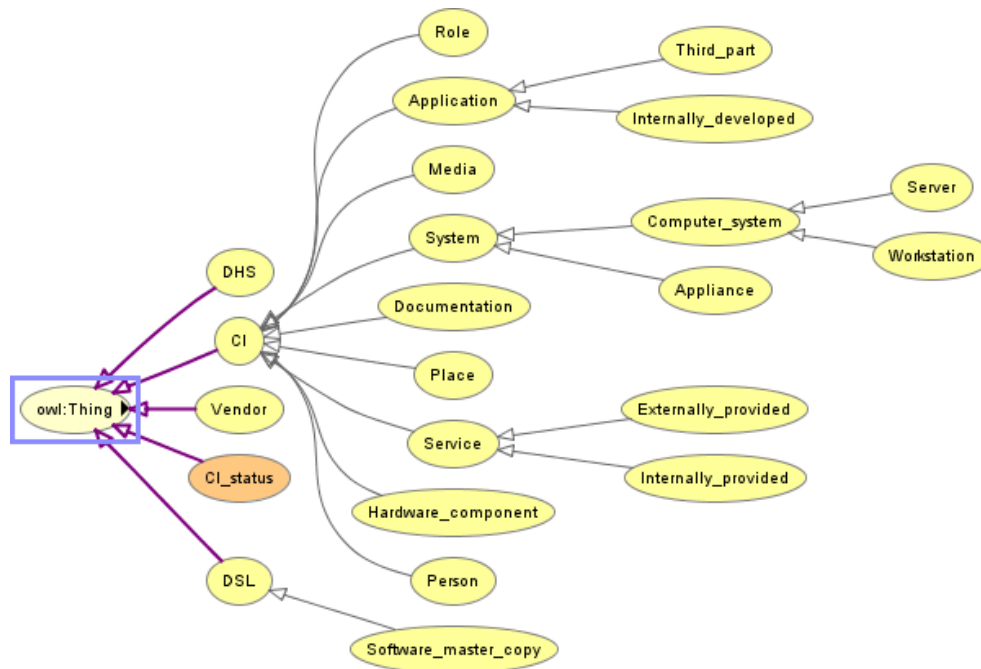 Role
Third_part
Application
Internally_developed
Media
Server
Computer_system
System
Workstation
DHS
Appliance
Documentation
CI
Place
owl:Thing
Vendor
Externally_provided
Service
CI_status
Internally_provided
Hardware_component
DSL
Person
Software_master_copy